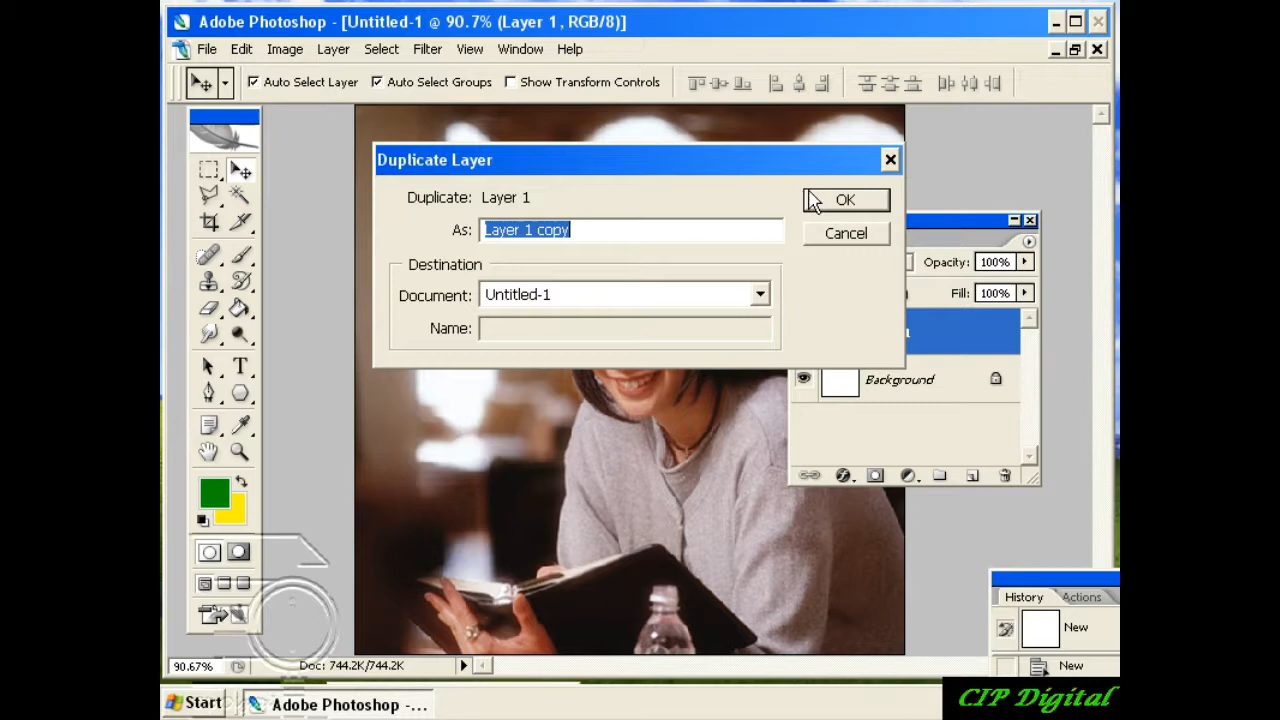 Adobe Photoshop - [Untitled-1 @ 90.7% (Layer 1, RGB/8)]
File Edit Image Layer Select Filter View Window Help
Auto Select Layer Auto Select Groups Show Transform Controls
Duplicate Layer
Duplicate: Layer 1
OK
As: Layer 1 copy
Cancel
Destination
Document: Untitled-1
Name:
Opacity: 100%
Fill: 100%
Background
T
History Actions
New
New
90.67%
Doc: 744.2K/744.2K
Start
Adobe Photoshop -...
CIP Digital